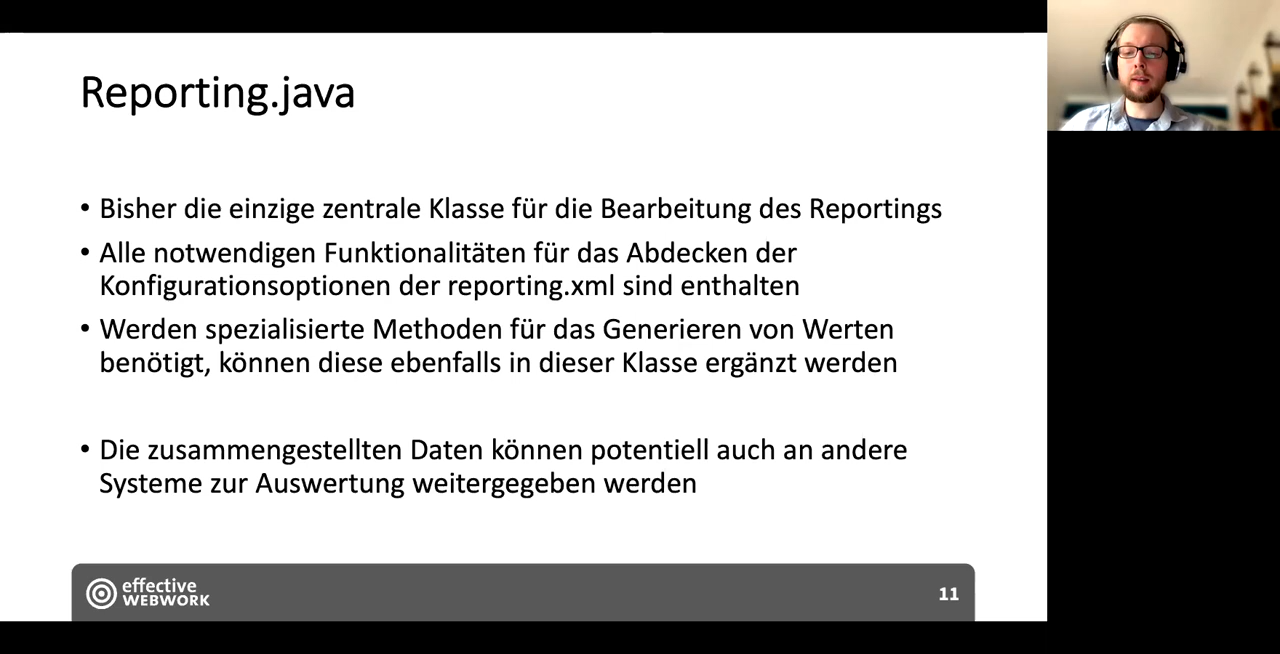 Reporting.java
• Bisher die einzige zentrale Klasse für die Bearbeitung des Reportings
• Alle notwendigen Funktionalitäten für das Abdecken der
Konfigurationsoptionen der reporting.xml sind enthalten
• Werden spezialisierte Methoden für das Generieren von Werten
benötigt, können diese ebenfalls in dieser Klasse ergänzt werden
• Die zusammengestellten Daten können potentiell auch an andere
Systeme zur Auswertung weitergegeben werden
effective
WEBWORK
11